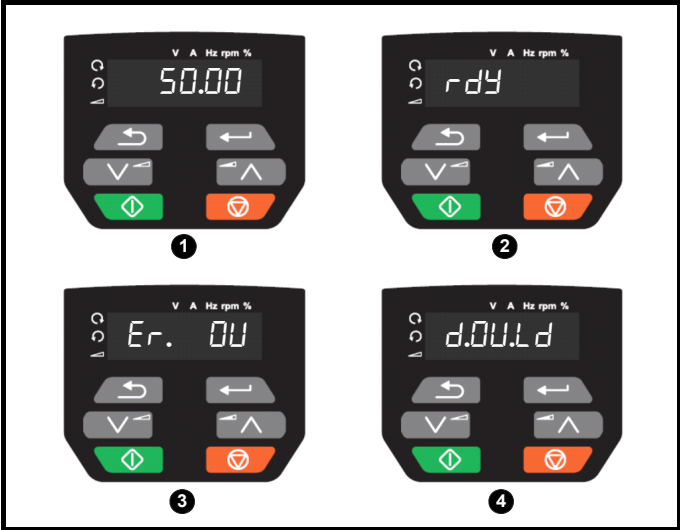 V A Hz rpm %
50.00
1
V A Hz rpm %
rdY
2
V A Hz rpm %
Er. OU
3
V A Hz rpm %
d.OU.Ld
4